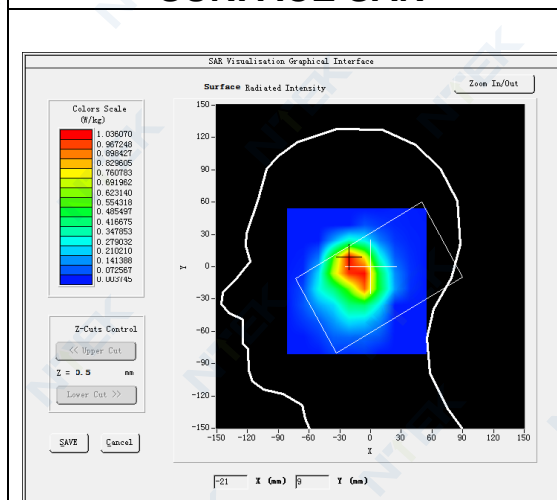 SURFACE SAR
SAR Visualisation Graphical Interface
Surface Radiated Intensity
Zoom In/Out
Colors Scale
(W/kg)
1.036070
0.967248
0.898427
0.829605
0.760783
0.691962
0.623140
0.554318
0.485497
0.416675
0.347853
0.279032
0.210210
0.141388
0.072567
0.003745
150
120
90
60
30
0
-30
-60
-90
-120
-150
Y
-150 -120 -90 -60 -30 0 30 60 90 120 150
X
Z-Cuts Control
<< Upper Cut
Z = 0.5 mm
Lower Cut >>
SAVE
Cancel
-21 X (mm) 9 Y (mm)
NTEK